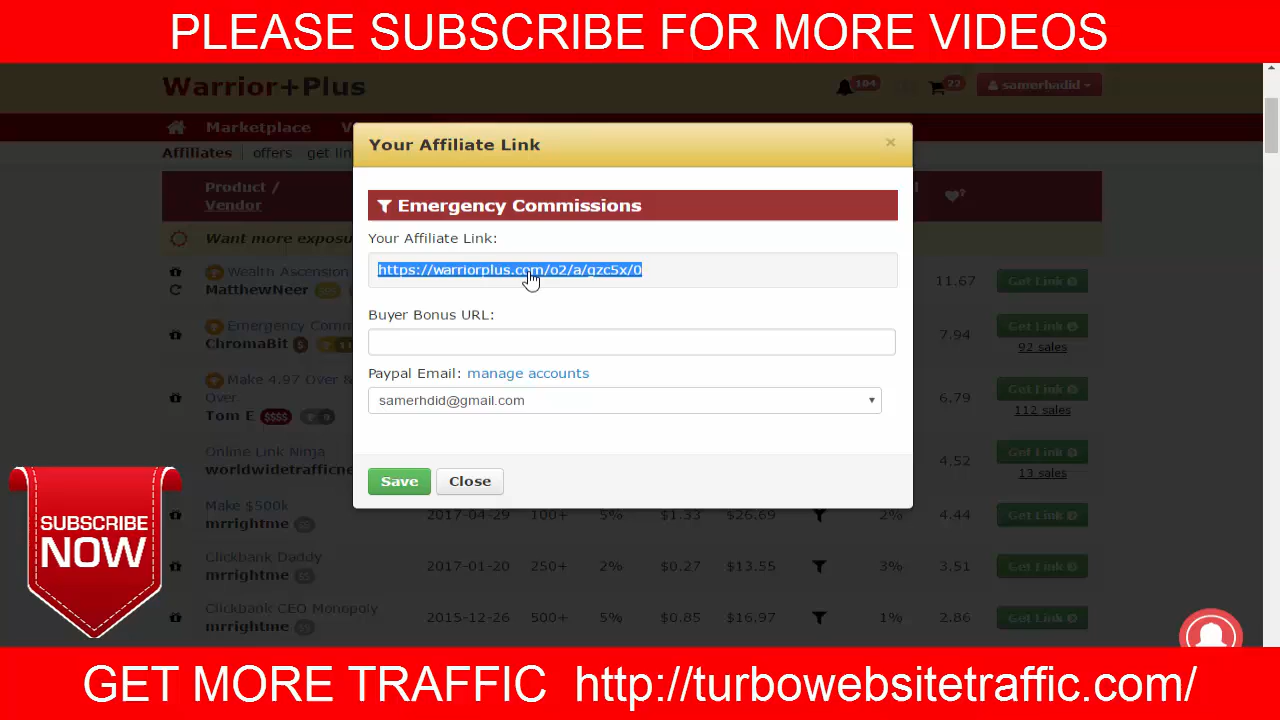 PLEASE SUBSCRIBE FOR MORE VIDEOS
Warrior+Plus
104
22
samerhadid
Marketplace V
Affiliates offers get lin
Your Affiliate Link ×
Product /
Vendor
Emergency Commissions
Your Affiliate Link:
Want more exposu
https://warriorplus.com/o2/a/gzc5x/0
Wealth Ascension
MatthewNeer
11.67 Get Link
Buyer Bonus URL:
Emergency Comm
ChromaBit $
7.94 Get Link
92 sales
Paypal Email: manage accounts
samerhdid@gmail.com
Make 4.97 Over &
Over
Tom E $$$$
6.79 Get Link
112 sales
Online Link Ninja
worldwidetrafficne
4.52 Get Link
13 sales
Save Close
Make $500k
mrrightme
2017-04-29 100+ 5% $1.33 $26.69 2% 4.44 Get Link
Clickbank Daddy
mrrightme
2017-01-20 250+ 2% $0.27 $13.55 3% 3.51 Get Link
Clickbank CEO Monopoly
mrrightme
2015-12-26 500+ 5% $0.85 $16.97 1% 2.86 Get Link
SUBSCRIBE
NOW
GET MORE TRAFFIC http://turbowebsitetraffic.com/